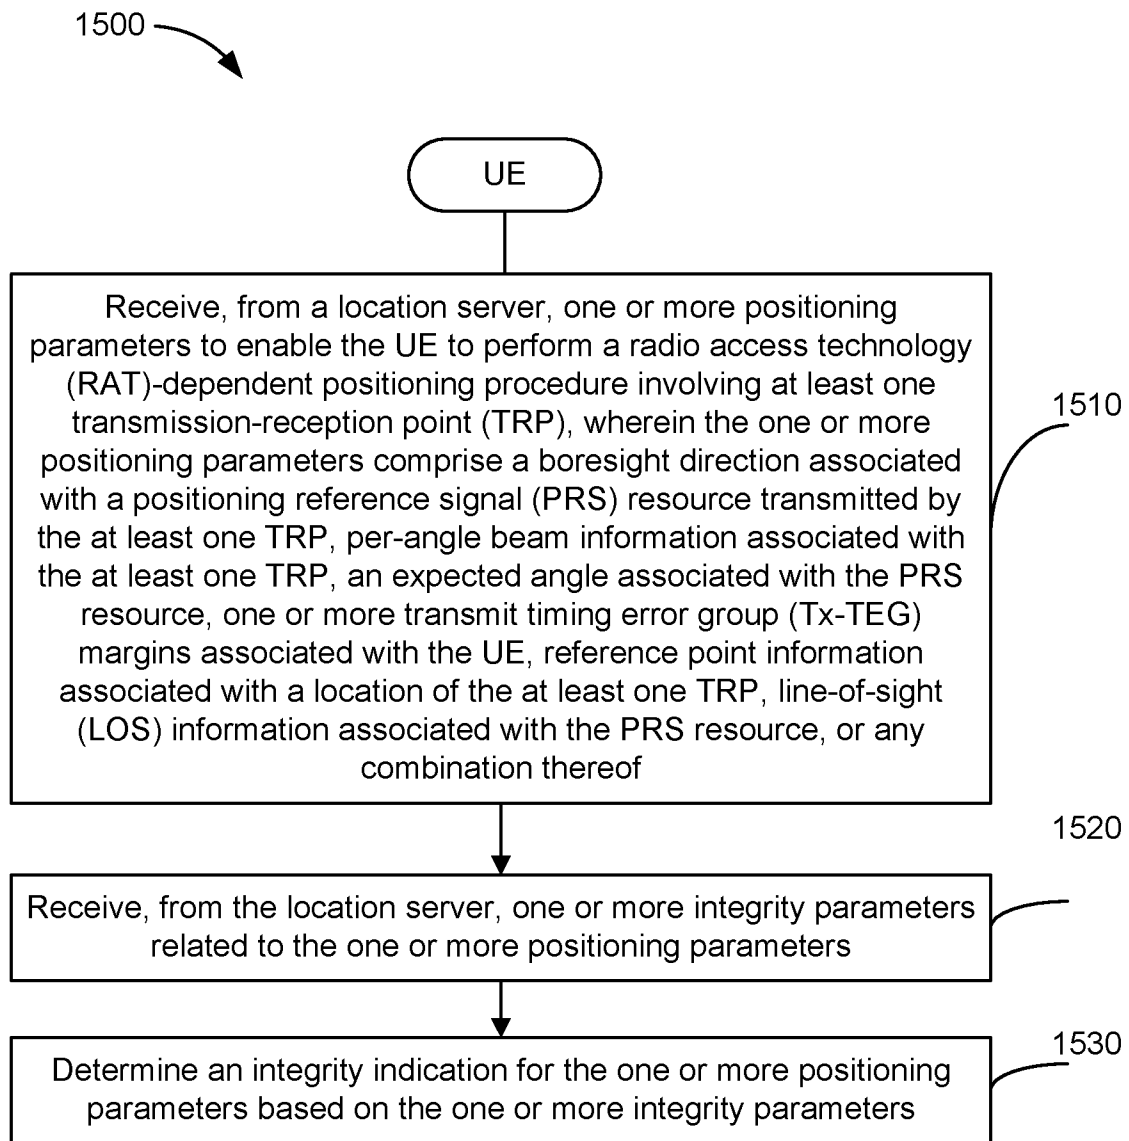 1500
UE
Receive, from a location server, one or more positioning
parameters to enable the UE to perform a radio access technology
(RAT)-dependent positioning procedure involving at least one
transmission-reception point (TRP), wherein the one or more
positioning parameters comprise a boresight direction associated
with a positioning reference signal (PRS) resource transmitted by
the at least one TRP, per-angle beam information associated with
the at least one TRP, an expected angle associated with the PRS
resource, one or more transmit timing error group (Tx-TEG)
margins associated with the UE, reference point information
associated with a location of the at least one TRP, line-of-sight
(LOS) information associated with the PRS resource, or any
combination thereof
1510
Receive, from the location server, one or more integrity parameters
related to the one or more positioning parameters
1520
Determine an integrity indication for the one or more positioning
parameters based on the one or more integrity parameters
1530